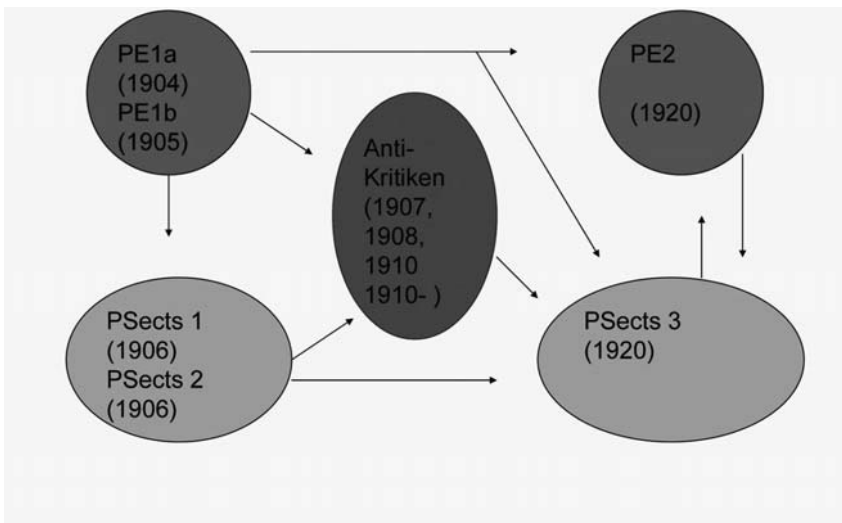 PE1a
(1904)
PE1b
(1905)
PE2
(1920)
Anti-
Kritiken
(1907,
1908,
1910
1910- )
PSects 1
(1906)
PSects 2
(1906)
PSects 3
(1920)